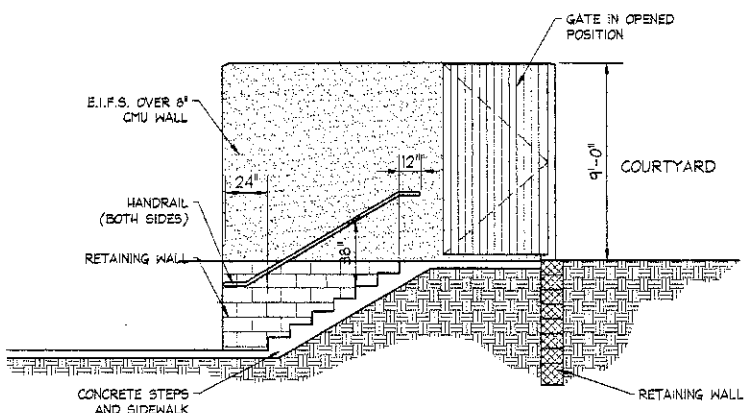 GATE IN OPENED
POSITION
E.I.F.S. OVER 8"
CMU WALL
12"
24"
9'-0"
COURTYARD
HANDRAIL
(BOTH SIDES)
38"
RETAINING WALL
CONCRETE STEPS
AND SIDEWALK
RETAINING WALL